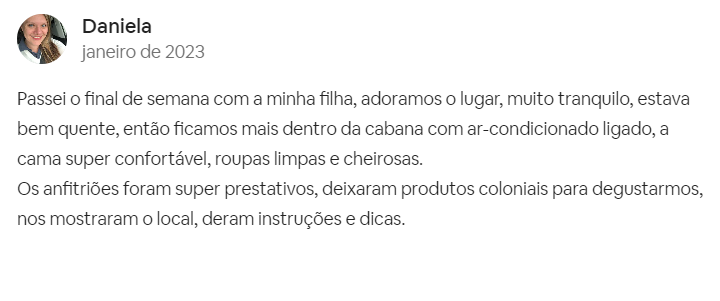 Daniela
janeiro de 2023
Passei o final de semana com a minha filha, adoramos o lugar, muito tranquilo, estava
bem quente, então ficamos mais dentro da cabana com ar-condicionado ligado, a
cama super confortável, roupas limpas e cheirosas.
Os anfitriões foram super prestativos, deixaram produtos coloniais para degustarmos,
nos mostraram o local, deram instruções e dicas.